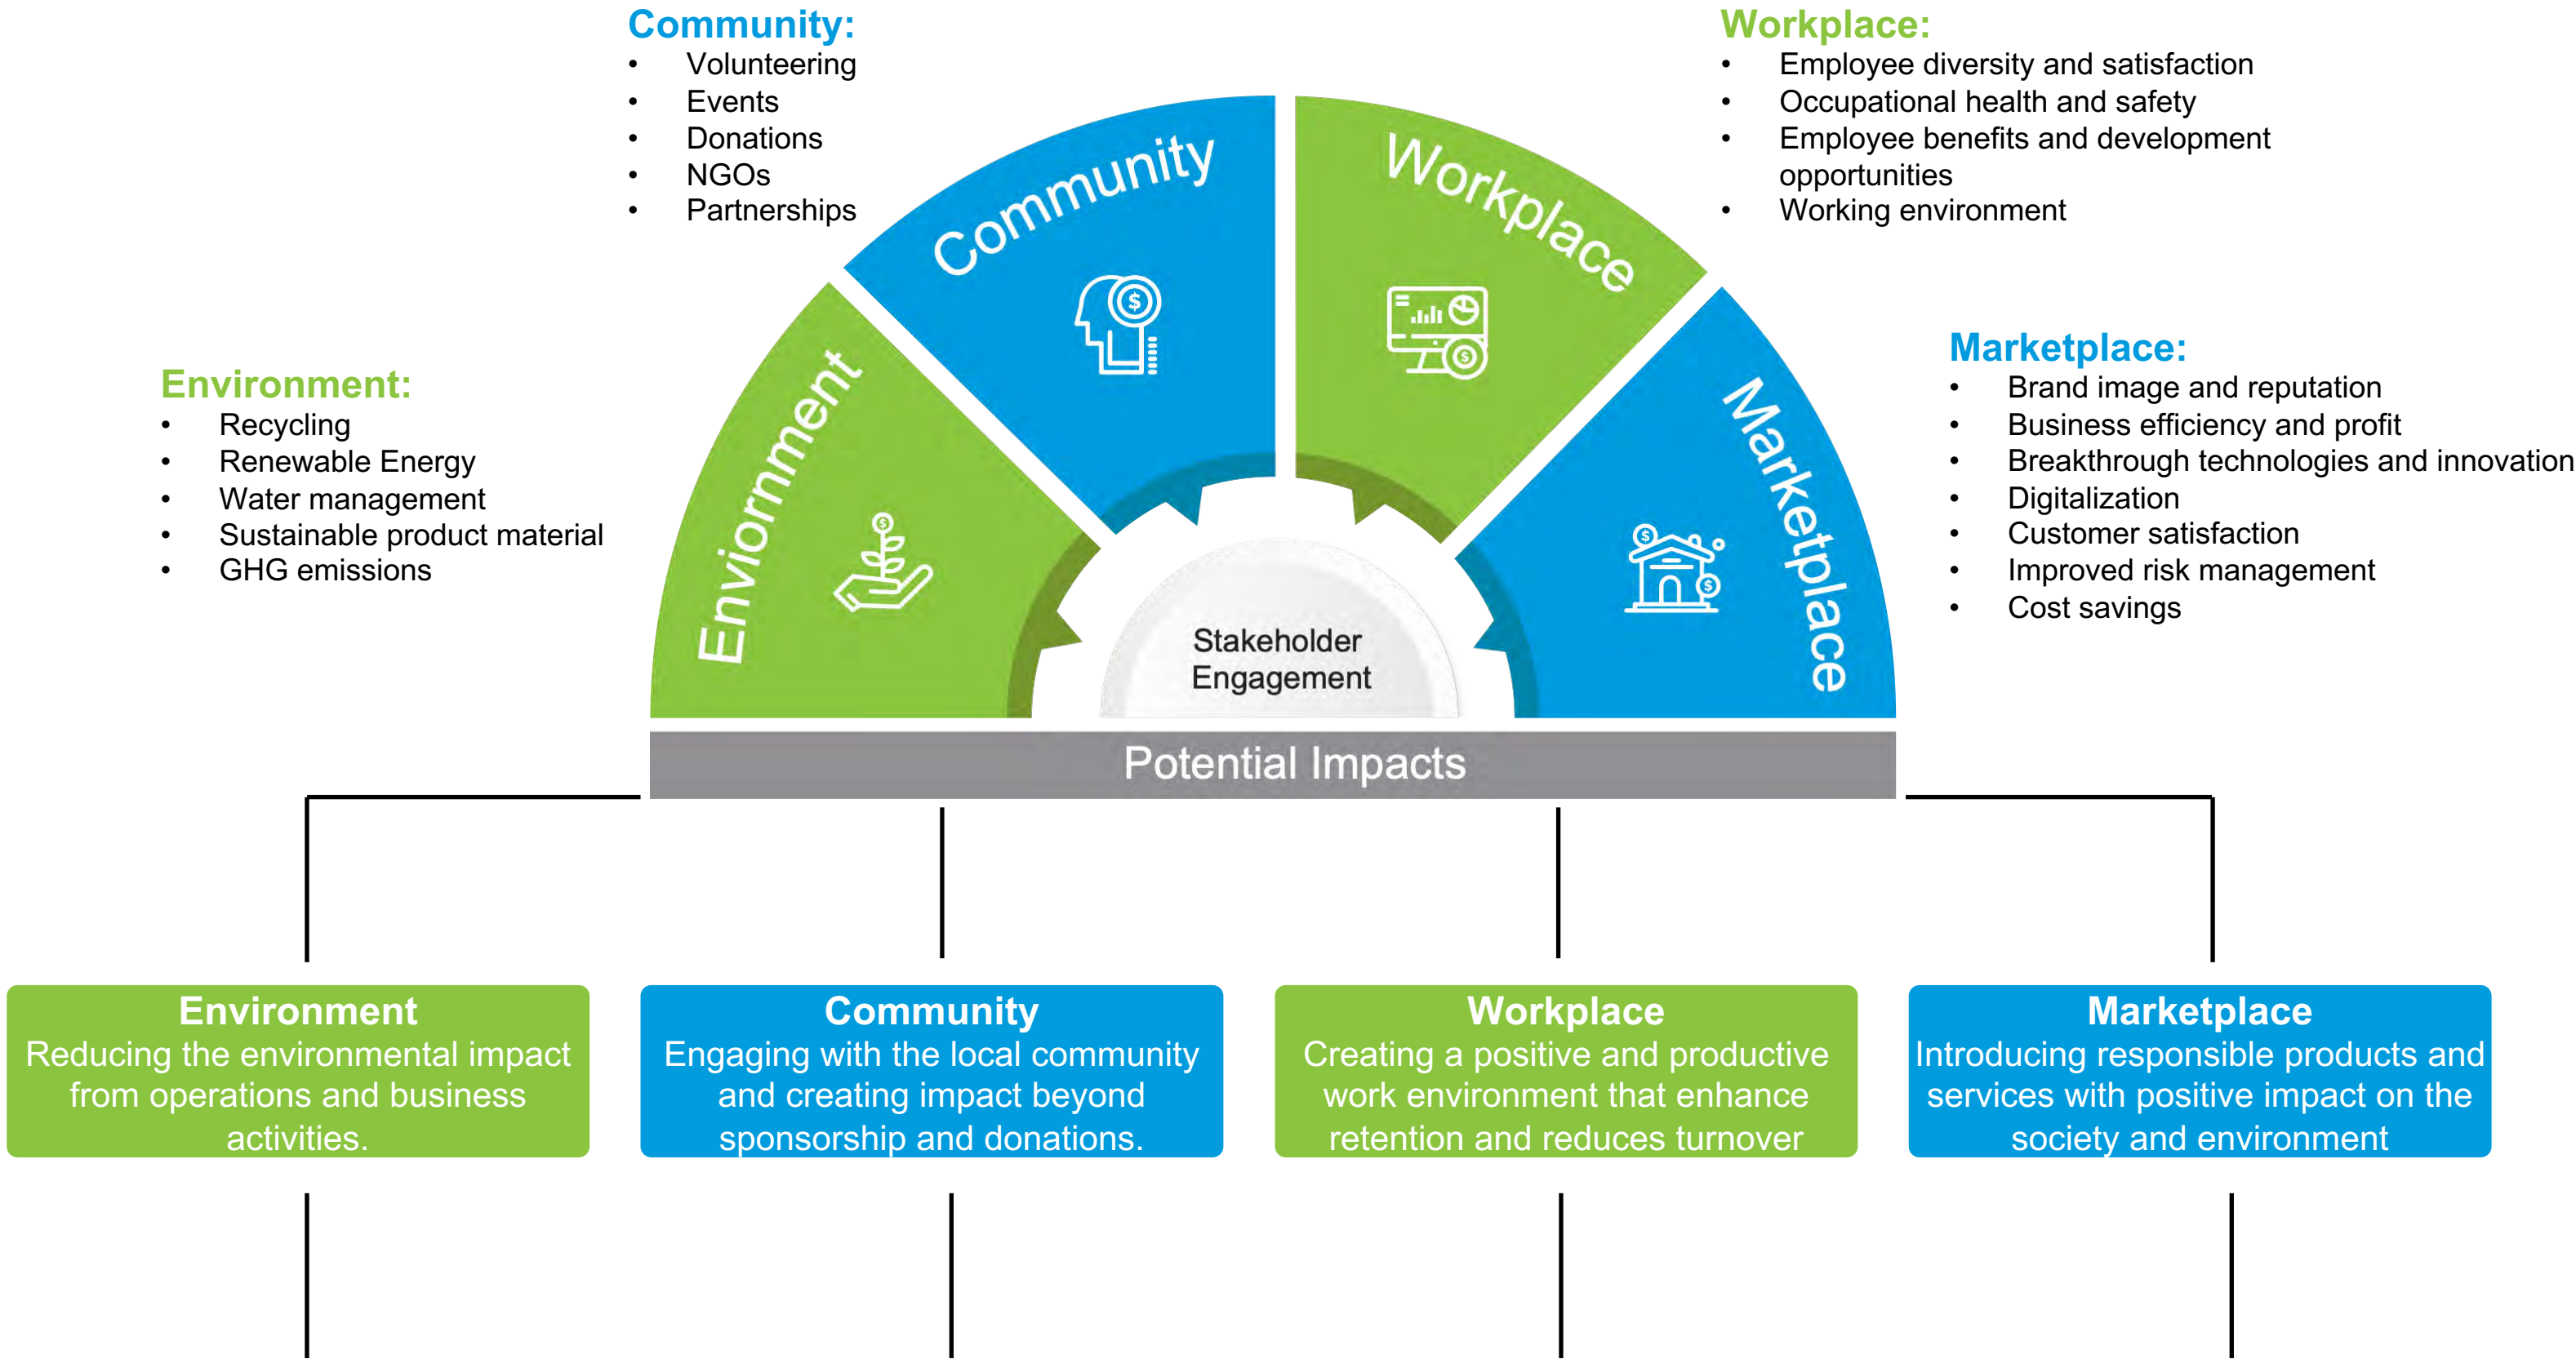 Community:
• Volunteering
• Events
• Donations
• NGOs
• Partnerships
Workplace:
• Employee diversity and satisfaction
• Occupational health and safety
• Employee benefits and development
opportunities
• Working environment
Environment:
• Recycling
• Renewable Energy
• Water management
• Sustainable product material
• GHG emissions
Marketplace:
• Brand image and reputation
• Business efficiency and profit
• Breakthrough technologies and innovation
• Digitalization
• Customer satisfaction
• Improved risk management
• Cost savings
Enviornment
Community
Workplace
Marketplace
Stakeholder
Engagement
Potential Impacts
Environment
Reducing the environmental impact
from operations and business
activities.
Community
Engaging with the local community
and creating impact beyond
sponsorship and donations.
Workplace
Creating a positive and productive
work environment that enhance
retention and reduces turnover
Marketplace
Introducing responsible products and
services with positive impact on the
society and environment